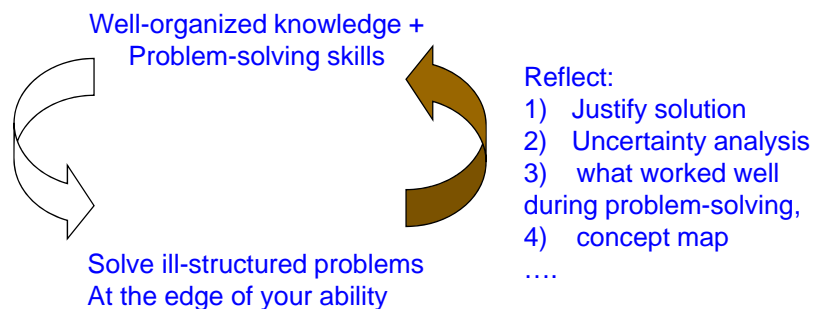 Well-organized knowledge +
Problem-solving skills
Reflect:
1) Justify solution
2) Uncertainty analysis
3) what worked well
during problem-solving,
4) concept map
….
Solve ill-structured problems
At the edge of your ability